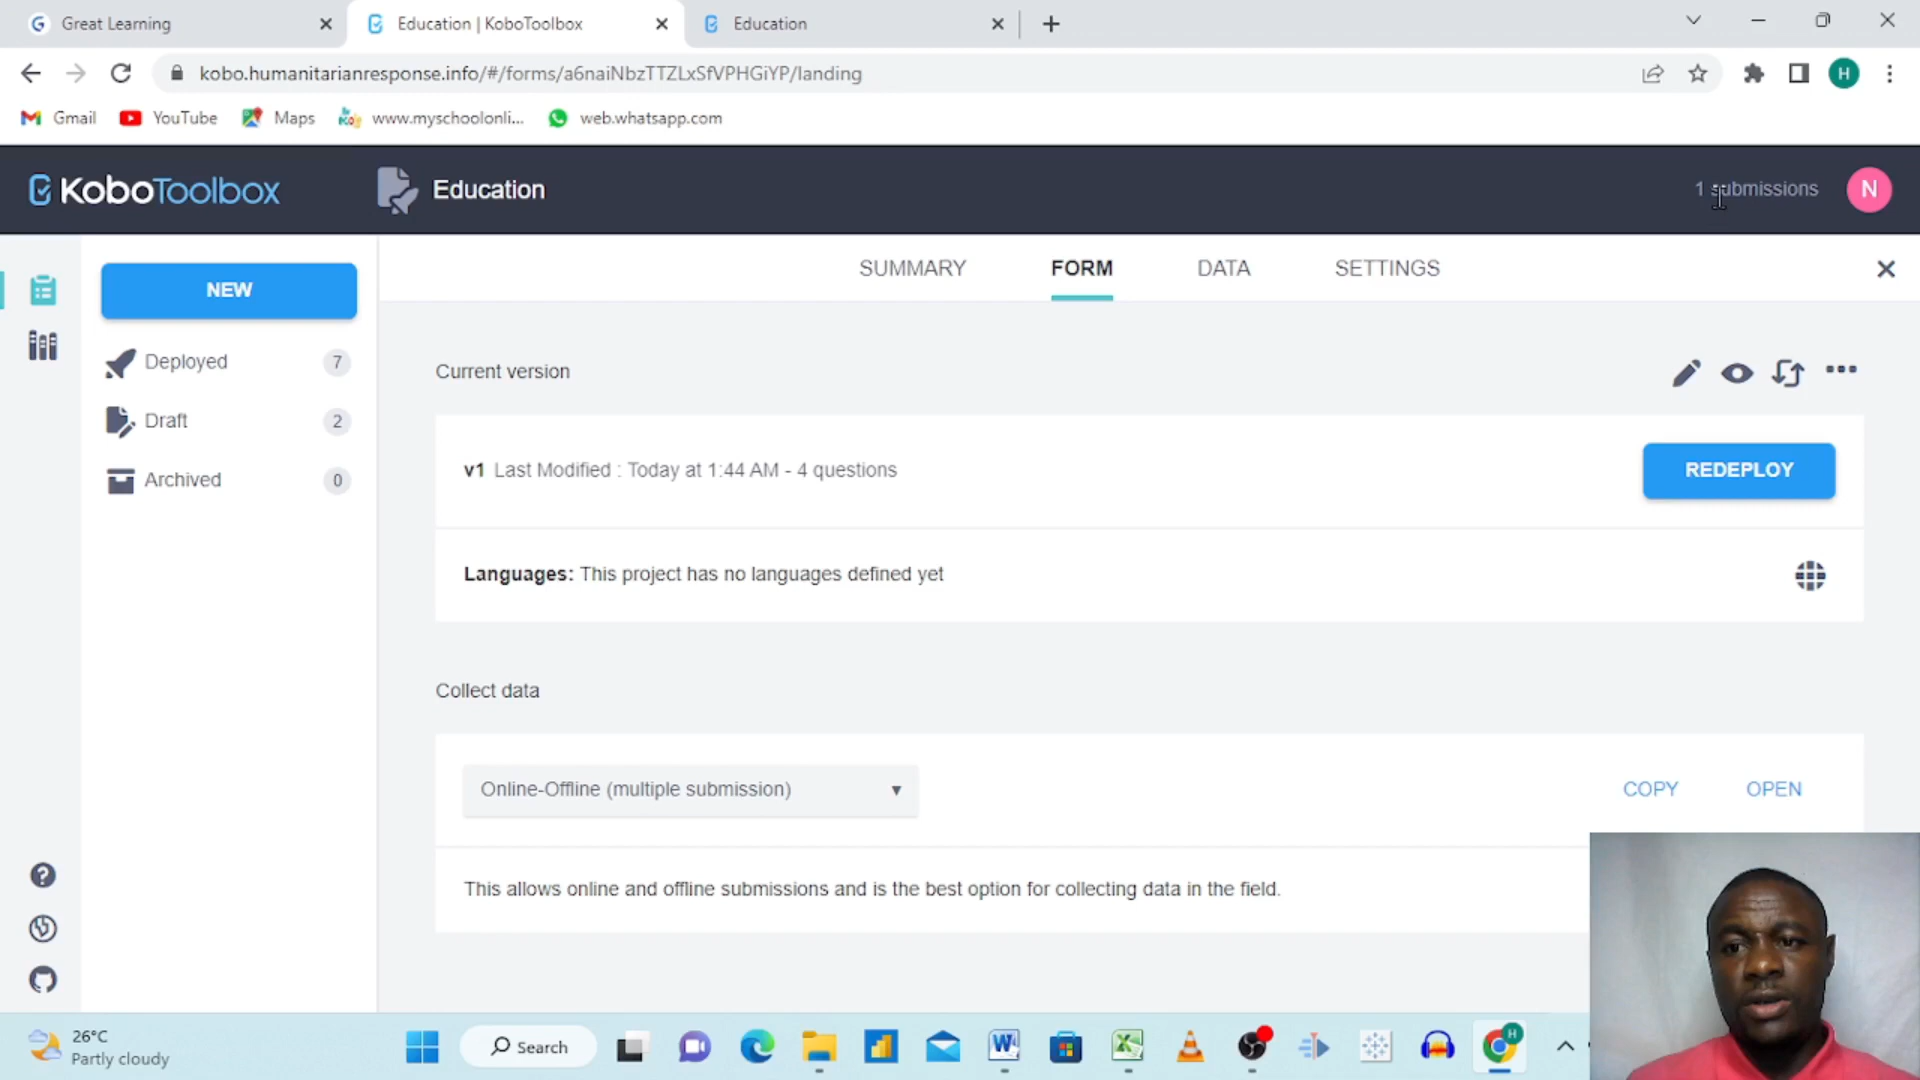 Great Learning
Education | KoboToolbox
Education
kobo.humanitarianresponse.info/#/forms/a6naiNbzTTZLxSfVPHGiYP/landing
H
Gmail
YouTube
Maps
www.myschoolonli...
web.whatsapp.com
KoboToolbox
Education
1 submissions
N
NEW
SUMMARY
FORM
DATA
SETTINGS
Deployed
7
Draft
2
Archived
0
Current version
v1 Last Modified : Today at 1:44 AM - 4 questions
REDEPLOY
Languages: This project has no languages defined yet
Collect data
Online-Offline (multiple submission)
COPY
OPEN
This allows online and offline submissions and is the best option for collecting data in the field.
26°C
Partly cloudy
Search
H